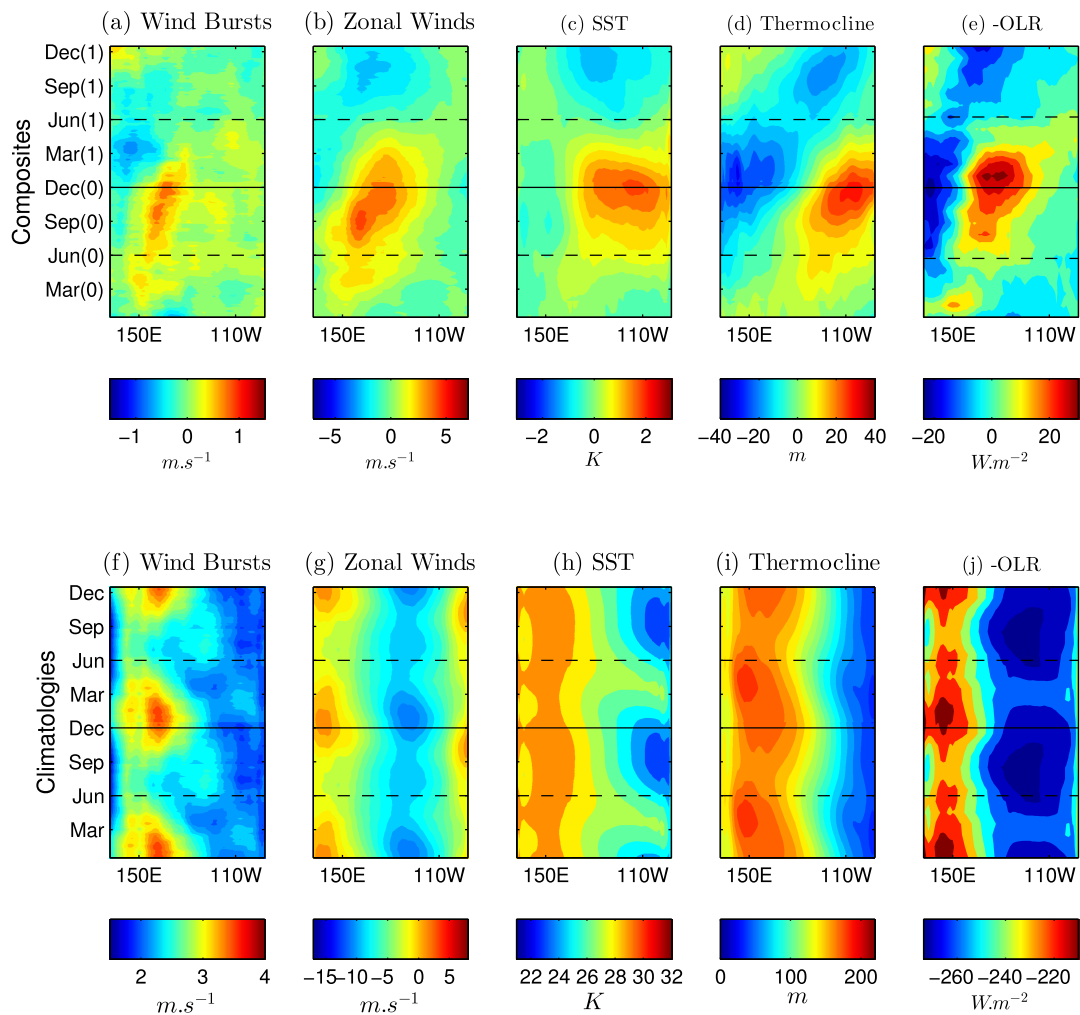 (a) Wind Bursts (b) Zonal Winds (c) SST (d) Thermocline (e) -OLR
Composites
Dec(1)
Sep(1)
Jun(1)
Mar(1)
Dec(0)
Sep(0)
Jun(0)
Mar(0)
150E 110W 150E 110W 150E 110W 150E 110W 150E 110W
−1 0 1 −5 0 5 −2 0 2 −40 −20 0 20 40 −20 0 20
m.s⁻¹ m.s⁻¹ K m W.m⁻²
(f) Wind Bursts (g) Zonal Winds (h) SST (i) Thermocline (j) -OLR
Climatologies
Dec
Sep
Jun
Mar
Dec
Sep
Jun
Mar
150E 110W 150E 110W 150E 110W 150E 110W 150E 110W
2 3 4 −15 −10 −5 0 5 22 24 26 28 30 32 0 100 200 −260 −240 −220
m.s⁻¹ m.s⁻¹ K m W.m⁻²